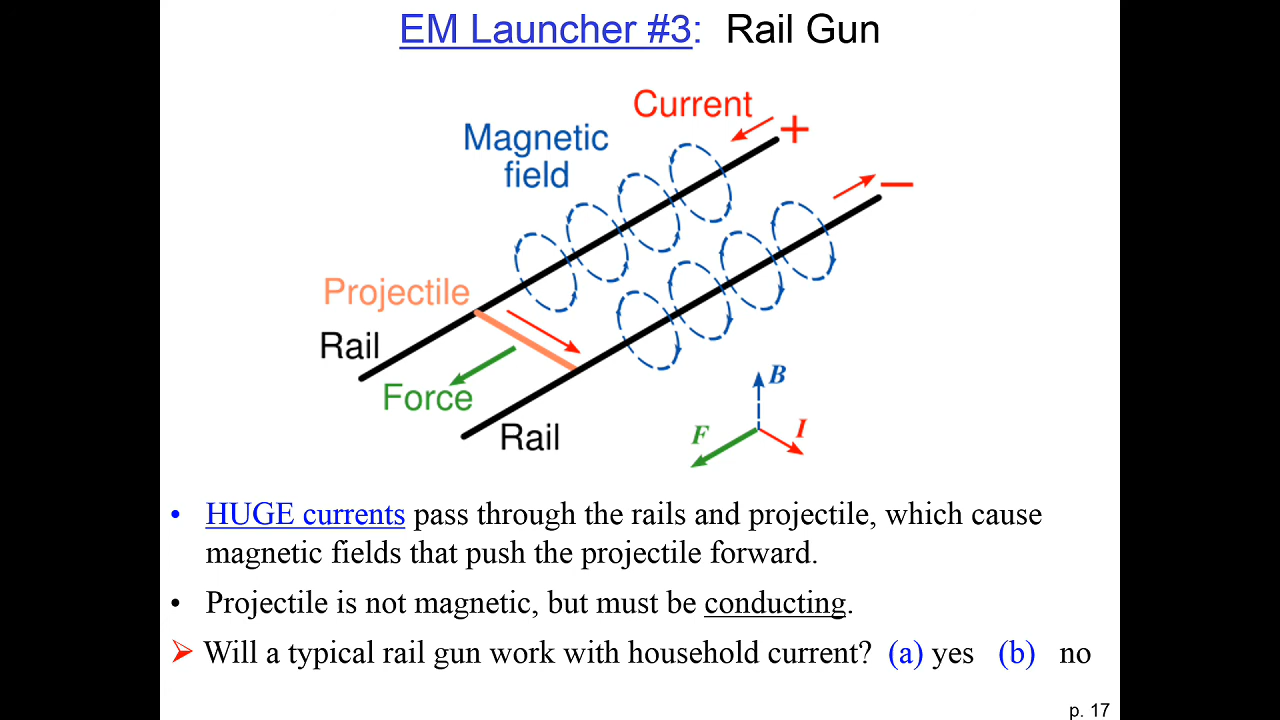 EM Launcher #3: Rail Gun
Current
+
Magnetic
field
−
Projectile
Rail
Force
Rail
B
F
I
• HUGE currents pass through the rails and projectile, which cause
magnetic fields that push the projectile forward.
• Projectile is not magnetic, but must be conducting.
➢ Will a typical rail gun work with household current? (a) yes (b) no
p. 17